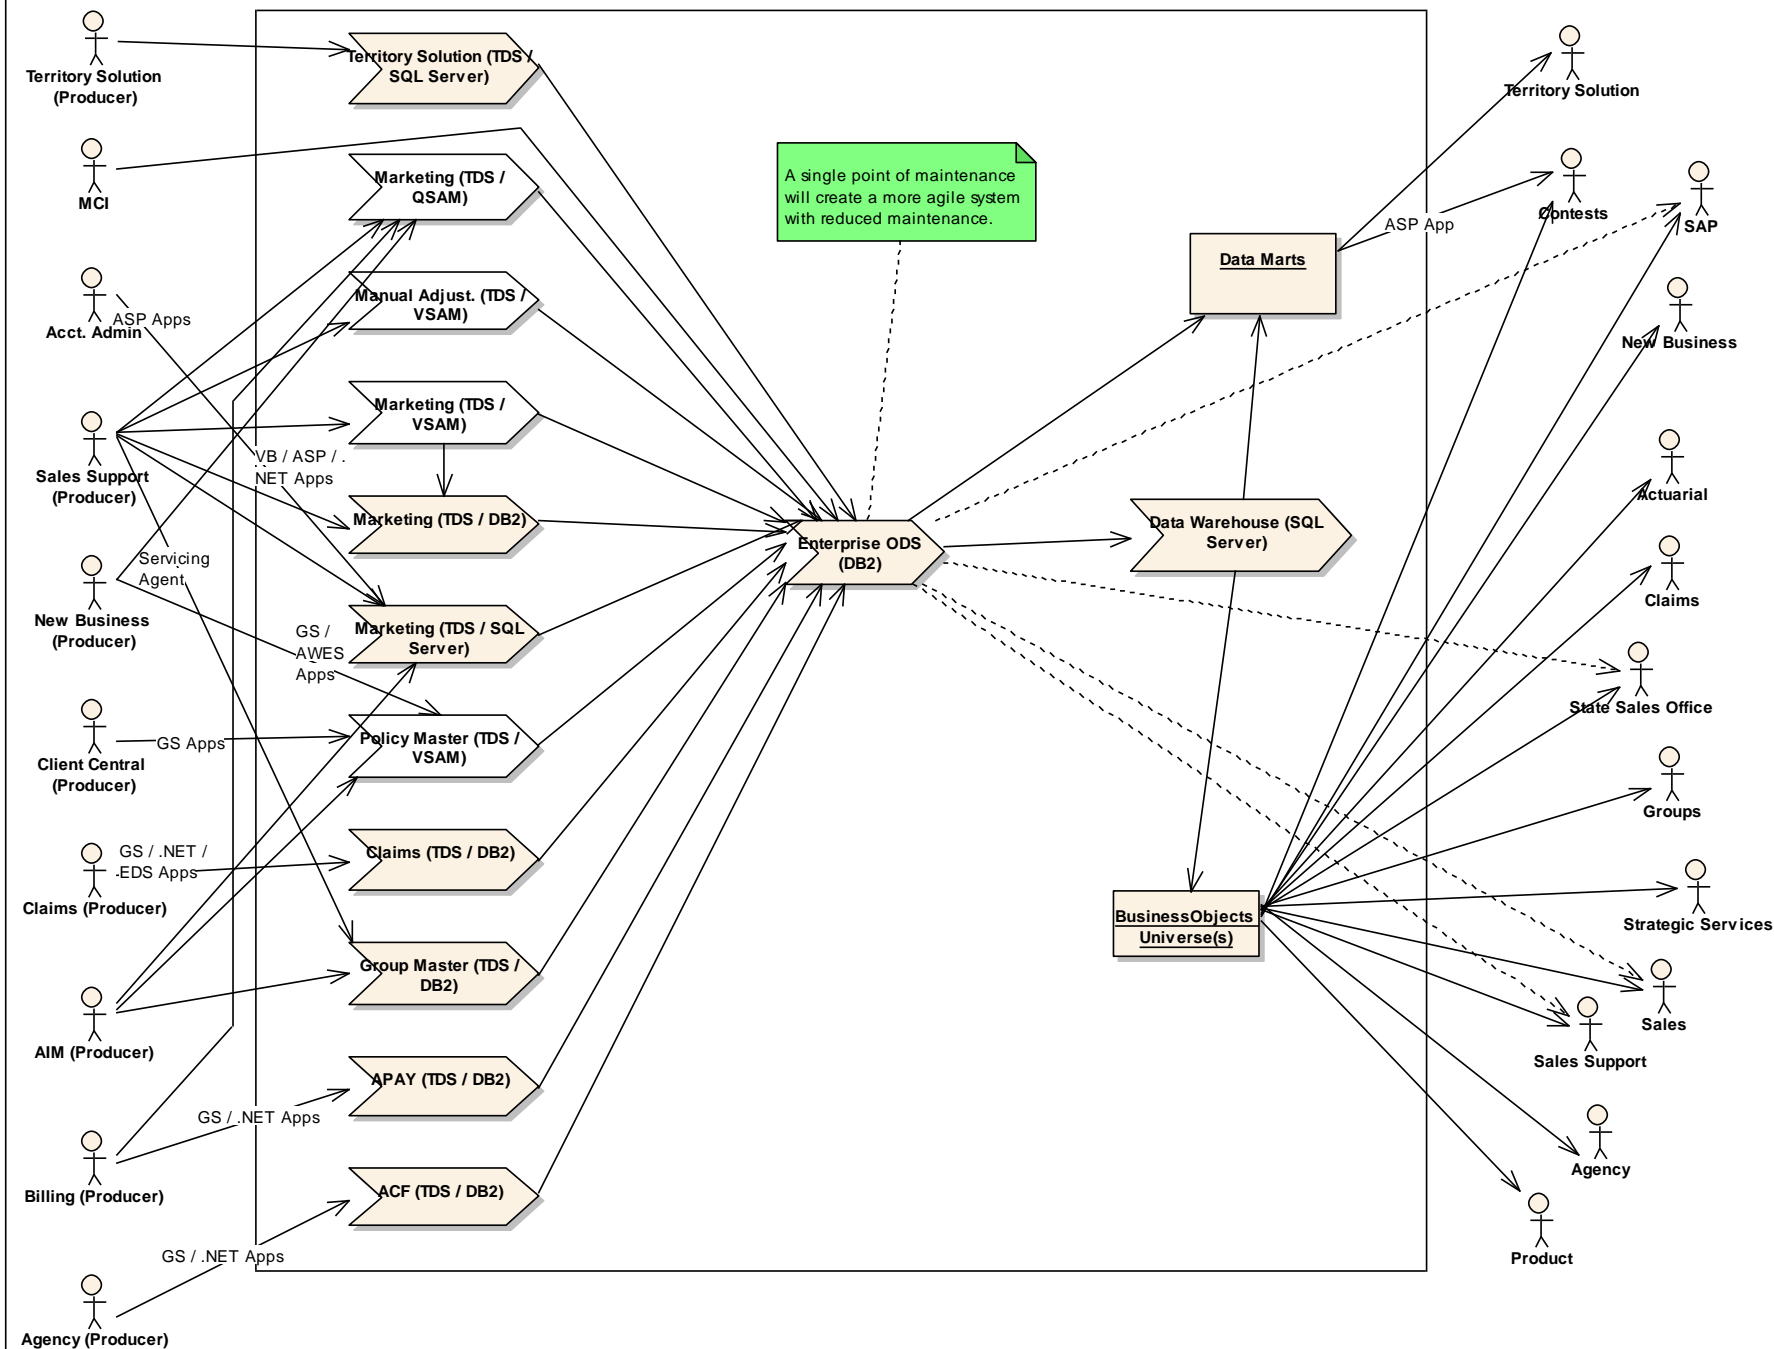 Territory Solution
(Producer)
MCI
Acct. Admin
ASP Apps
Sales Support
(Producer)
VB / ASP / .
NET Apps
Servicing
Agent
New Business
(Producer)
GS /
AWES
Apps
Client Central
(Producer)
GS Apps
Claims (Producer)
GS / .NET /
EDS Apps
AIM (Producer)
Billing (Producer)
GS / .NET Apps
Agency (Producer)
GS / .NET Apps
Territory Solution (TDS /
SQL Server)
Marketing (TDS /
QSAM)
Manual Adjust. (TDS /
VSAM)
Marketing (TDS /
VSAM)
Marketing (TDS / DB2)
Marketing (TDS / SQL
Server)
Policy Master (TDS /
VSAM)
Claims (TDS / DB2)
Group Master (TDS /
DB2)
APAY (TDS / DB2)
ACF (TDS / DB2)
A single point of maintenance
will create a more agile system
with reduced maintenance.
Enterprise ODS
(DB2)
Data Marts
ASP App
Data Warehouse (SQL
Server)
BusinessObjects
Universe(s)
Territory Solution
Contests
SAP
New Business
Actuarial
Claims
State Sales Office
Groups
Strategic Services
Sales
Sales Support
Agency
Product